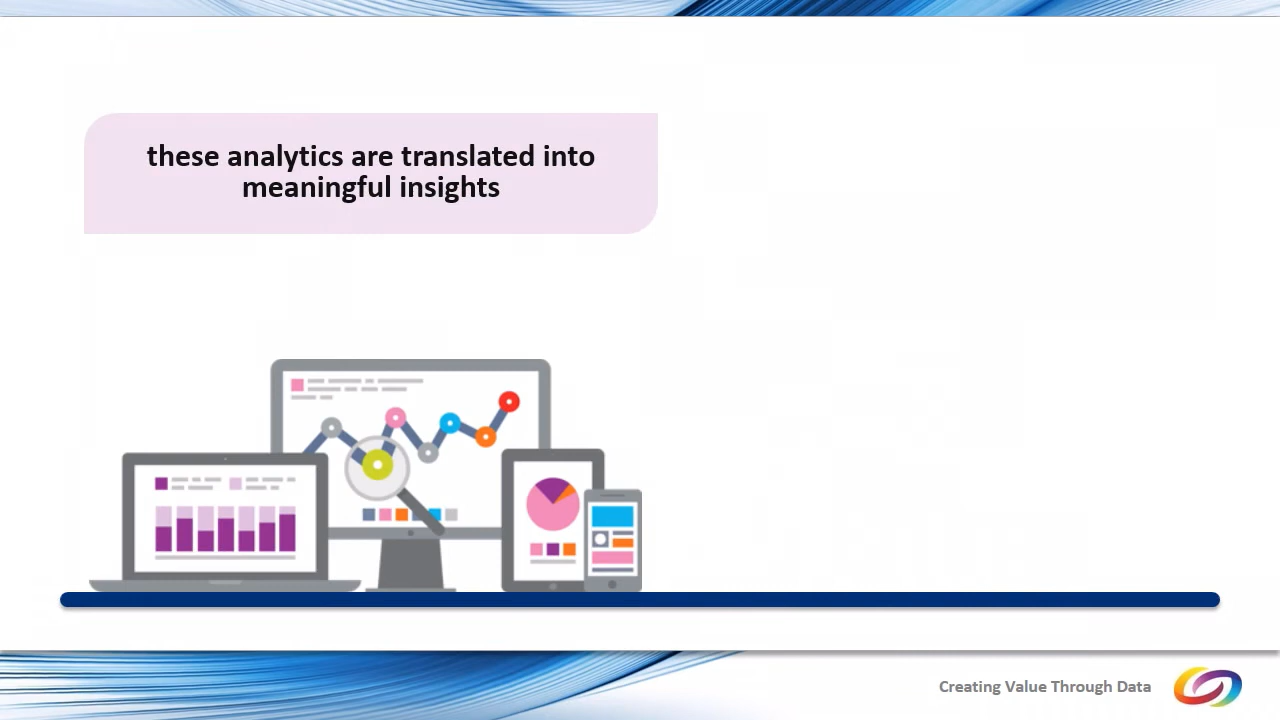 these analytics are translated into
meaningful insights
Creating Value Through Data